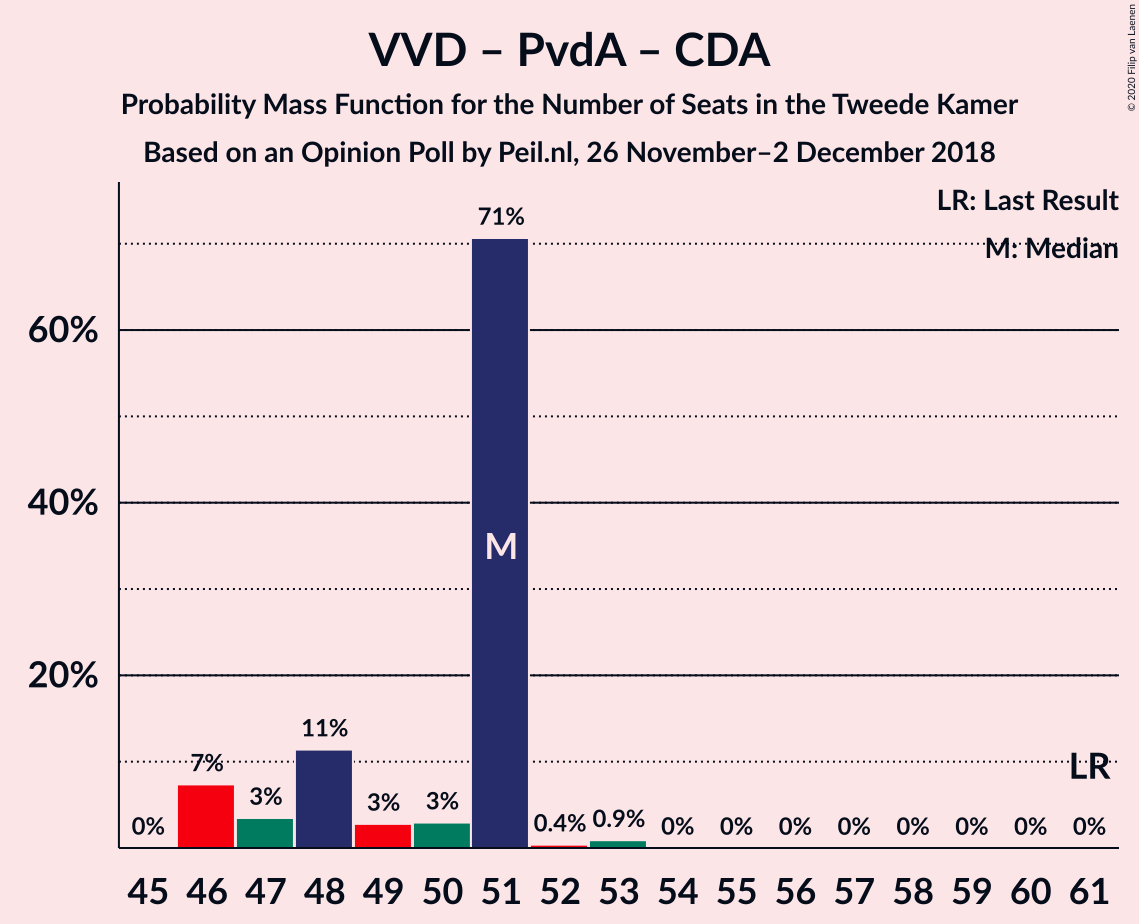 © 2020 Filip van Laenen
VVD – PvdA – CDA
Probability Mass Function for the Number of Seats in the Tweede Kamer
Based on an Opinion Poll by Peil.nl, 26 November–2 December 2018
LR: Last Result
M: Median
60%
40%
20%
0%
7%
3%
11%
3%
3%
71%
0.4%
0.9%
0%
0%
0%
0%
0%
0%
0%
0%
M
LR
45 46 47 48 49 50 51 52 53 54 55 56 57 58 59 60 61